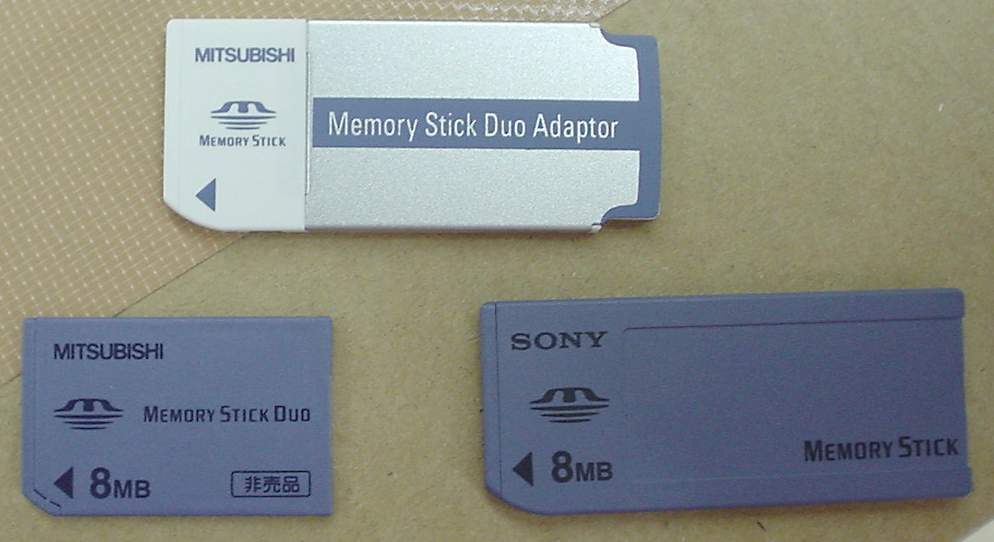 MITSUBISHI
MEMORY STICK
Memory Stick Duo Adaptor
MITSUBISHI
MEMORY STICK DUO
8MB
非売品
SONY
8MB
MEMORY STICK